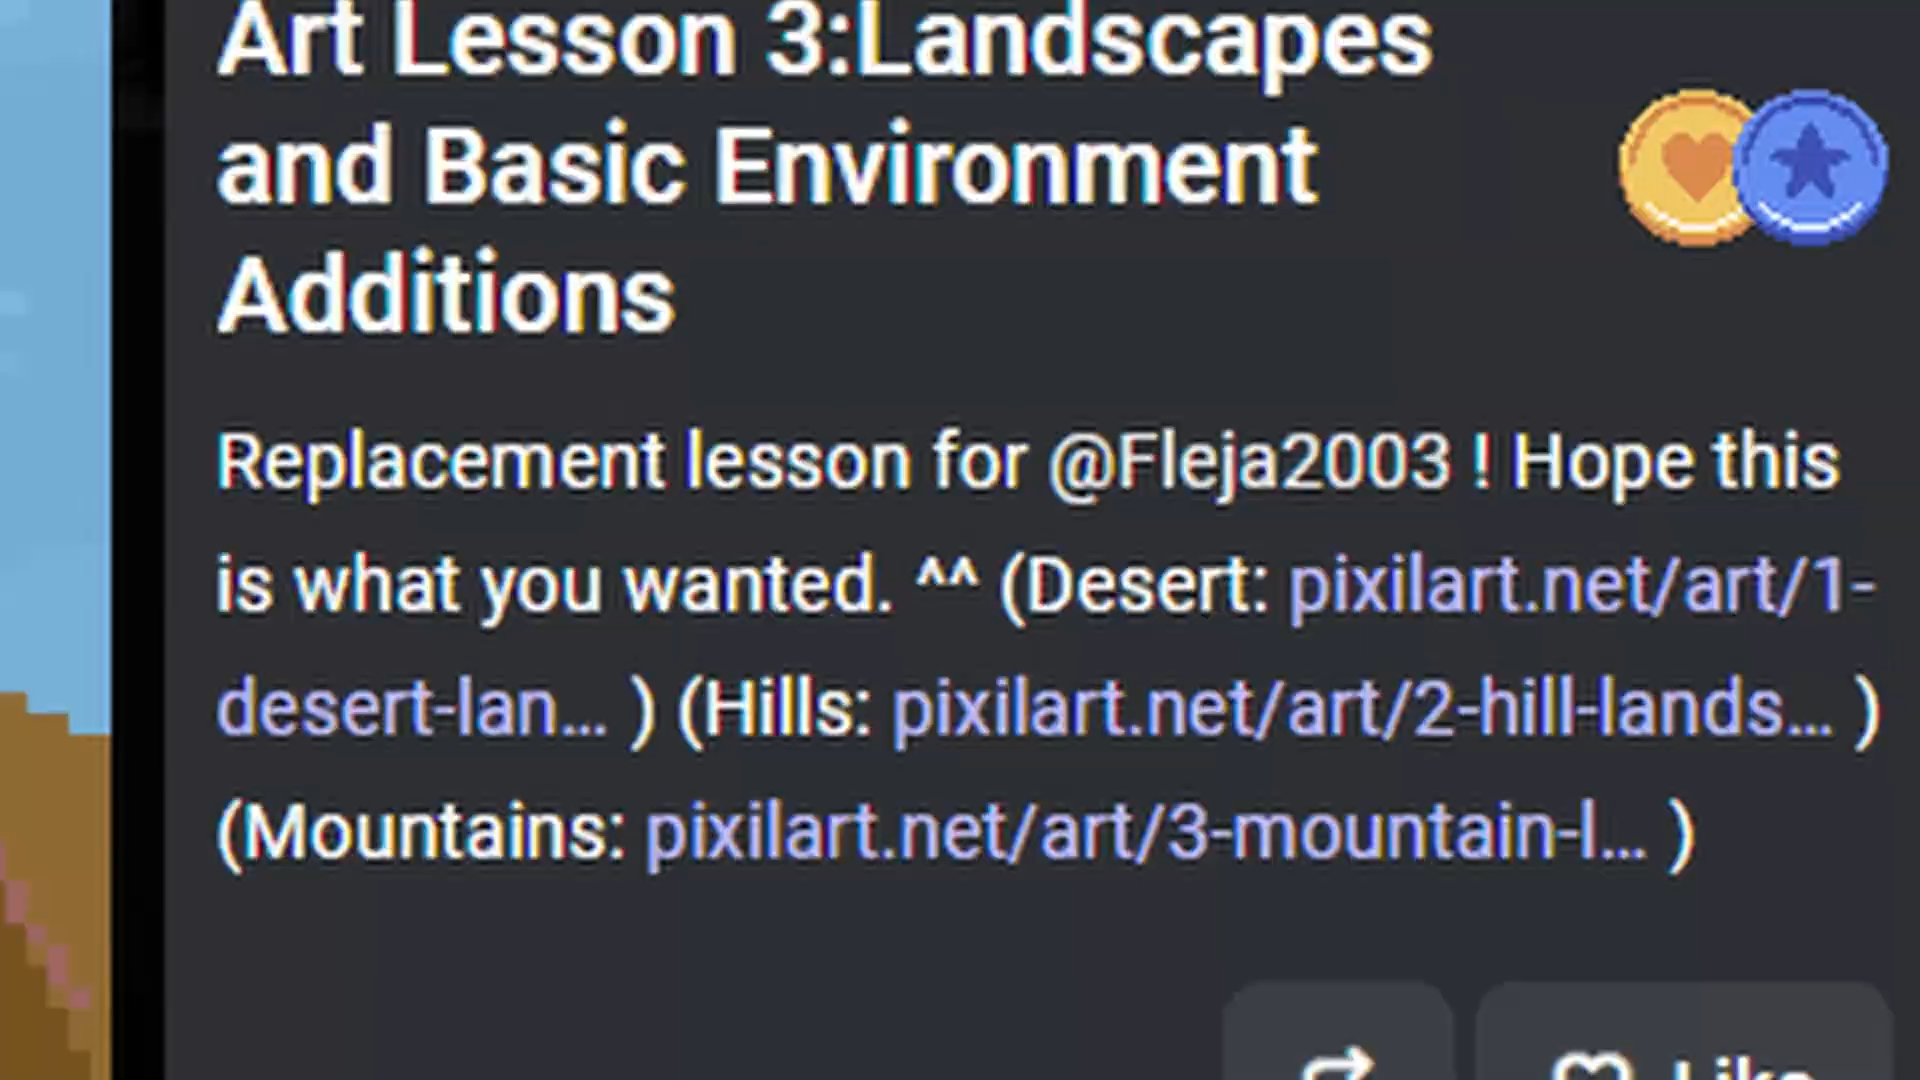 Art Lesson 3:Landscapes
and Basic Environment
Additions
Replacement lesson for @Fleja2003 ! Hope this
is what you wanted. ^^ (Desert: pixilart.net/art/1-
desert-lan... ) (Hills: pixilart.net/art/2-hill-lands... )
(Mountains: pixilart.net/art/3-mountain-l... )
Like